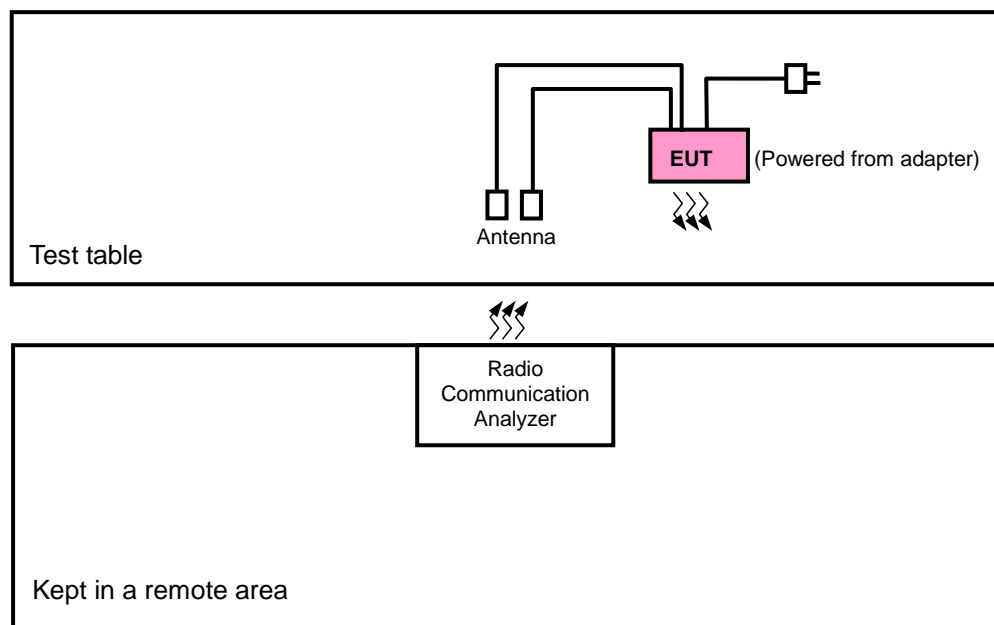 EUT
(Powered from adapter)
Antenna
Test table
Radio
Communication
Analyzer
Kept in a remote area